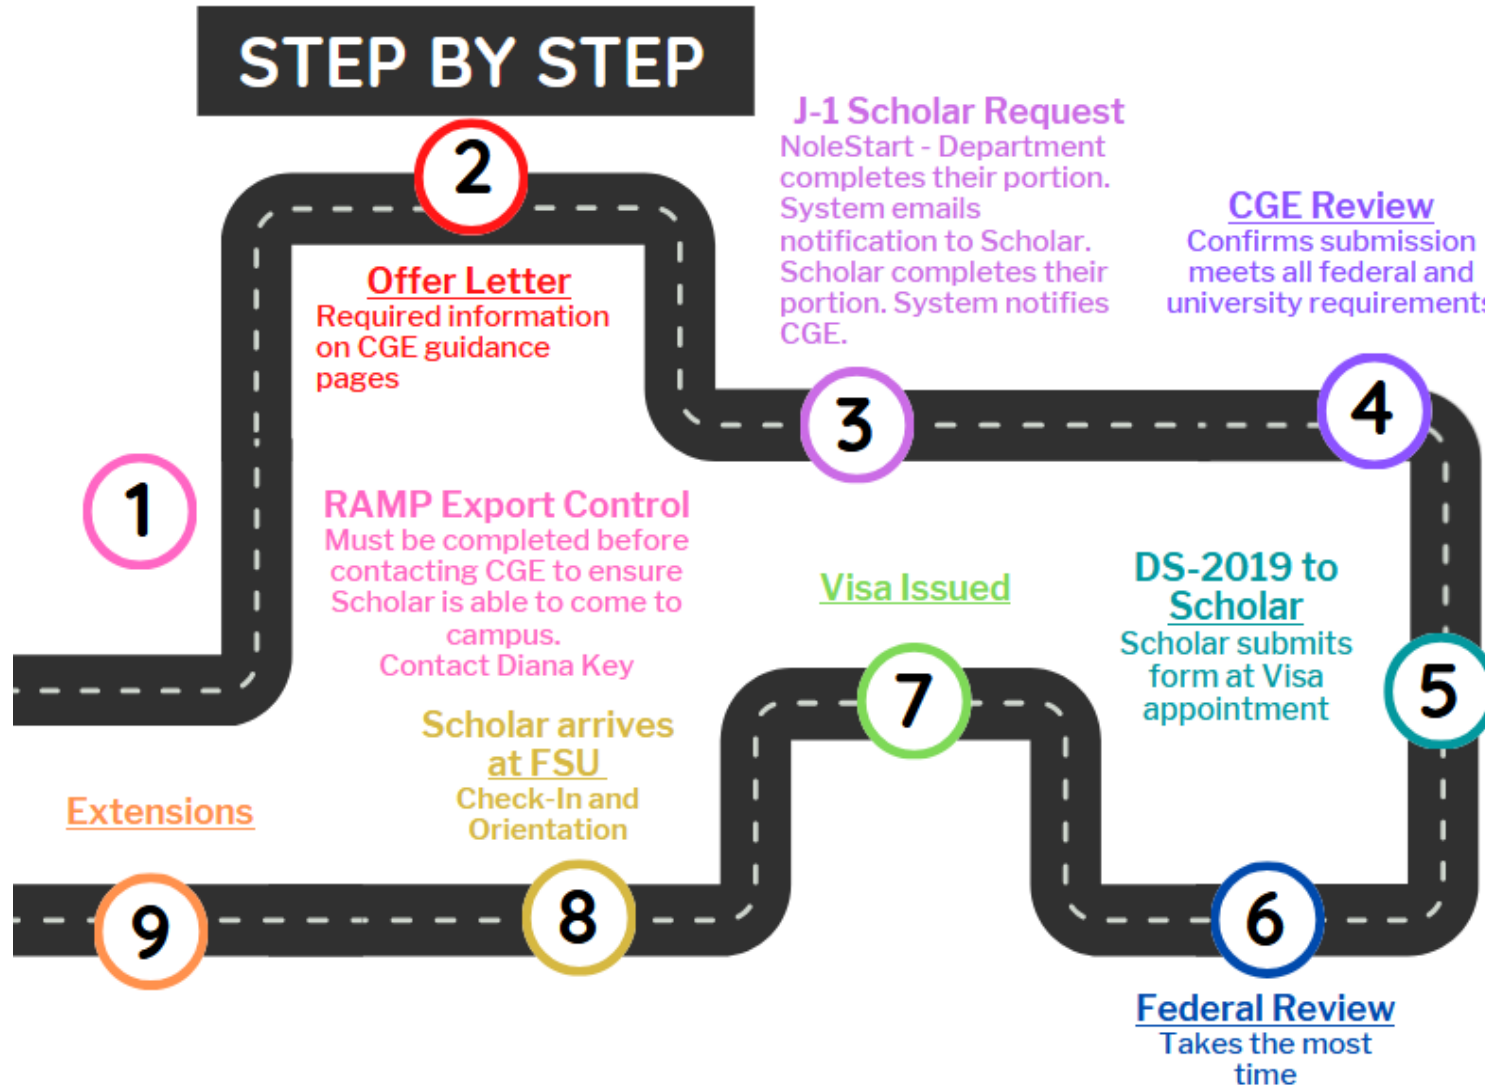 STEP BY STEP
1
RAMP Export Control
Must be completed before
contacting CGE to ensure
Scholar is able to come to
campus.
Contact Diana Key
2
Offer Letter
Required information
on CGE guidance
pages
3
J-1 Scholar Request
NoleStart - Department
completes their portion.
System emails
notification to Scholar.
Scholar completes their
portion. System notifies
CGE.
4
CGE Review
Confirms submission
meets all federal and
university requirements
5
DS-2019 to
Scholar
Scholar submits
form at Visa
appointment
6
Federal Review
Takes the most
time
7
Visa Issued
8
Scholar arrives
at FSU
Check-In and
Orientation
9
Extensions